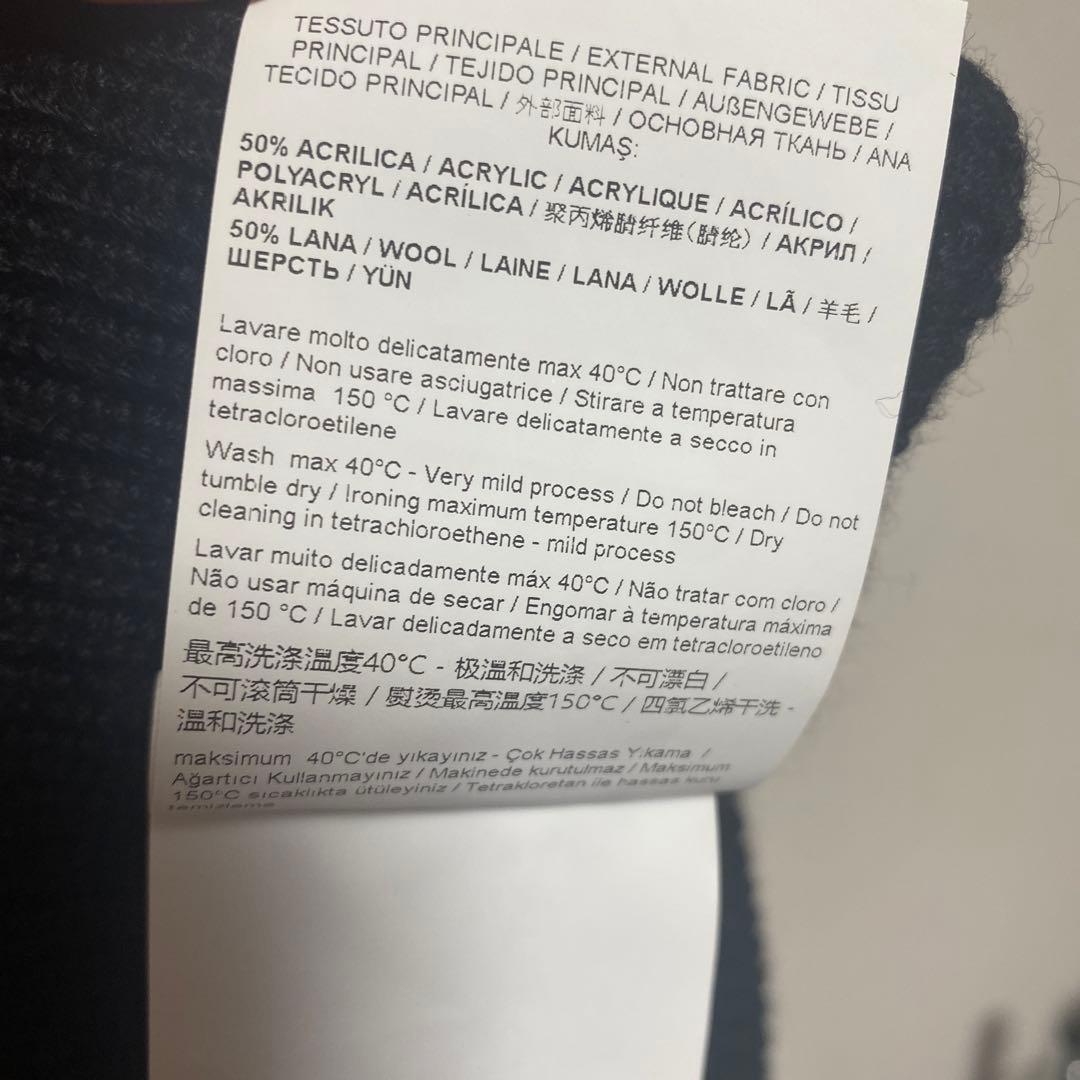 TESSUTO PRINCIPALE / EXTERNAL FABRIC / TISSU
PRINCIPAL / TEJIDO PRINCIPAL / AUßENGEWEBE /
TECIDO PRINCIPAL / 外部面料 / ОСНОВНАЯ ТКАНЬ / ANA
KUMAŞ:
50% ACRILICA / ACRYLIC / ACRYLIQUE / ACRÍLICO /
POLYACRYL / ACRÍLICA / 聚丙烯腈纤维(腈纶) / АКРИЛ /
AKRILIK
50% LANA / WOOL / LAINE / LANA / WOLLE / LÃ / 羊毛 /
ШЕРСТЬ / YÜN
Lavare molto delicatamente max 40°C / Non trattare con
cloro / Non usare asciugatrice / Stirare a temperatura
massima 150 °C / Lavare delicatamente a secco in
tetracloroetilene
Wash max 40°C - Very mild process / Do not bleach / Do not
tumble dry / Ironing maximum temperature 150°C / Dry
cleaning in tetrachloroethene - mild process
Lavar muito delicadamente máx 40°C / Não tratar com cloro /
Não usar máquina de secar / Engomar à temperatura máxima
de 150 °C / Lavar delicadamente a seco em tetracloroetileno
最高洗涤温度40°C - 极温和洗涤 / 不可漂白 /
不可滚筒干燥 / 熨烫最高温度150°C / 四氯乙烯干洗 -
温和洗涤
maksimum 40°C'de yıkayınız - Çok Hassas Yıkama /
Ağartıcı Kullanmayınız / Makinede kurutulmaz / Maksimum
150°C sıcaklıkta ütüleyiniz / Tetrakloretan ile hassas kuru
temizleme